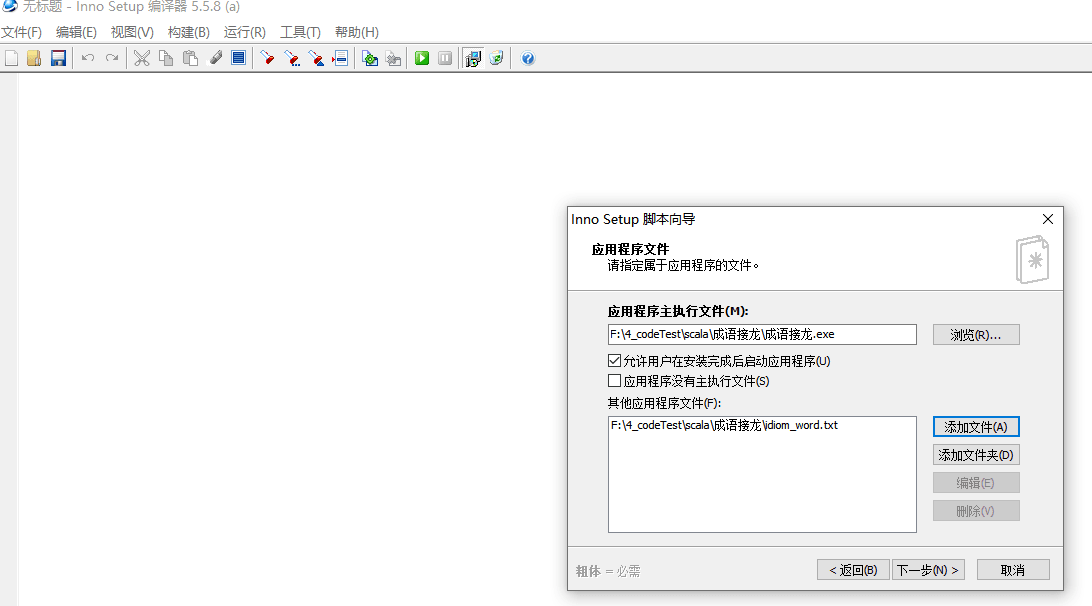 无标题 - Inno Setup 编译器 5.5.8 (a)
文件(F) 编辑(E) 视图(V) 构建(B) 运行(R) 工具(T) 帮助(H)
Inno Setup 脚本向导
应用程序文件
请指定属于应用程序的文件。
应用程序主执行文件(M):
F:\4_codeTest\scala\成语接龙\成语接龙.exe
浏览(R)...
允许用户在安装完成后启动应用程序(U)
应用程序没有主执行文件(S)
其他应用程序文件(F):
F:\4_codeTest\scala\成语接龙\idiom_word.txt
添加文件(A)
添加文件夹(D)
编辑(E)
删除(V)
粗体 = 必需
< 返回(B) 下一步(N) > 取消